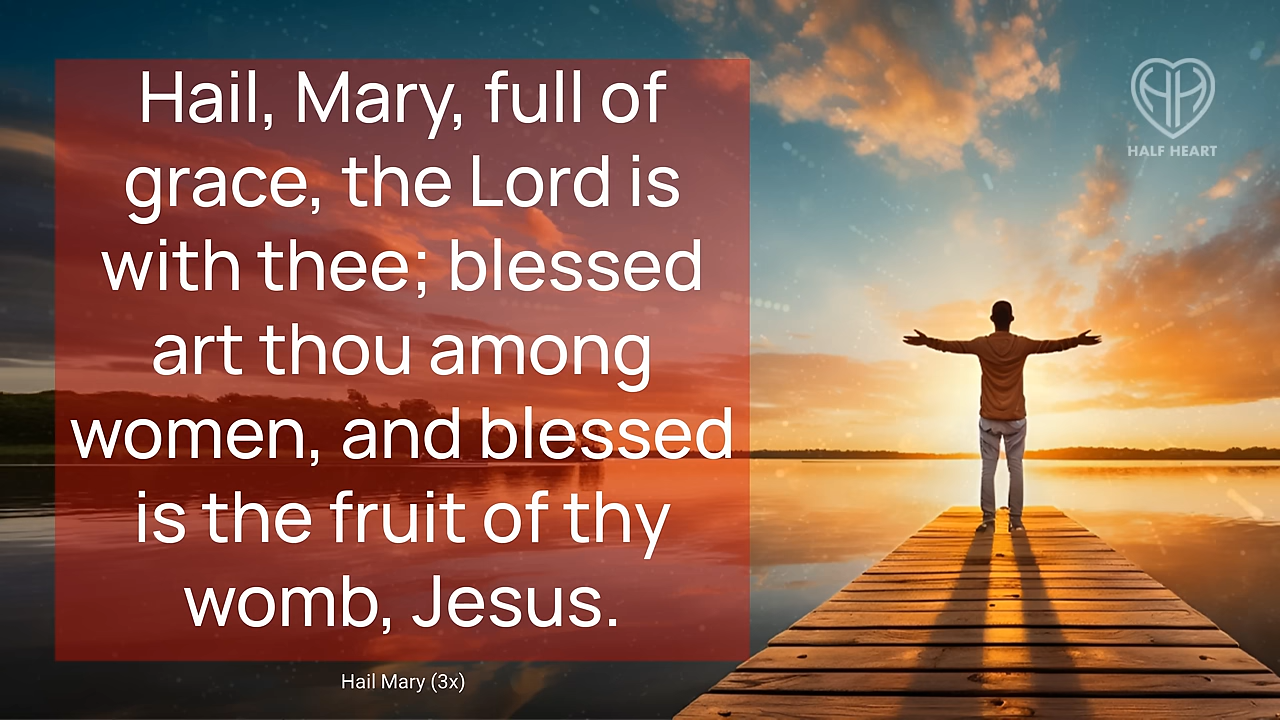 Hail, Mary, full of
grace, the Lord is
with thee; blessed
art thou among
women, and blessed
is the fruit of thy
womb, Jesus.
Hail Mary (3x)
HALF HEART